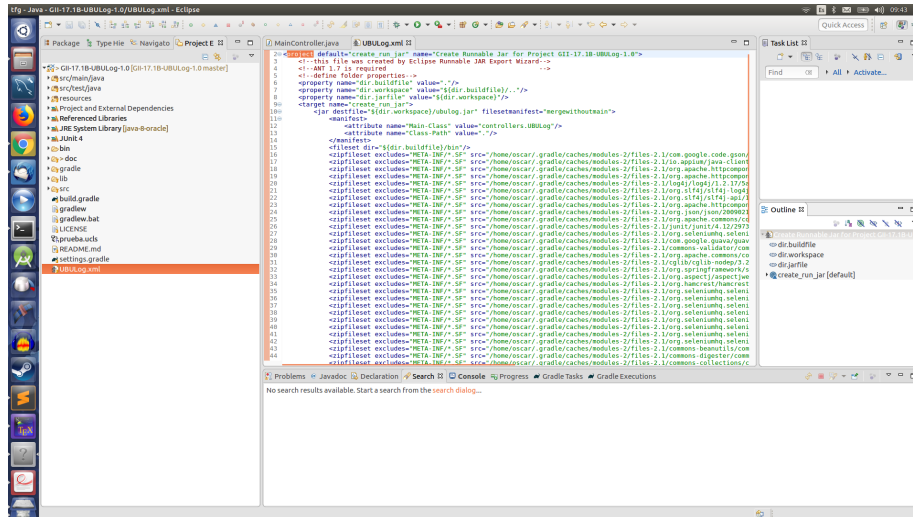 tfg - Java - GII-17.1B-UBULog-1.0/UBULog.xml - Eclipse
09:43
Quick Access
Package
Type Hie
Navigato
Project E
GII-17.1B-UBULog-1.0 [GII-17.1B-UBULog-1.0 master]
src/main/java
src/test/java
resources
Project and External Dependencies
Referenced Libraries
JRE System Library [java-8-oracle]
JUnit 4
bin
> doc
gradle
lib
src
build.gradle
gradlew
gradlew.bat
LICENSE
prueba.ucls
README.md
settings.gradle
UBULog.xml
MainController.java
UBULog.xml
2 <project default="create_run_jar" name="Create Runnable Jar for Project GII-17.1B-UBULog-1.0">
3 <!--this file was created by Eclipse Runnable JAR Export Wizard-->
4 <!--ANT 1.7 is required -->
5 <!--define folder properties-->
6 <property name="dir.buildfile" value="."/>
7 <property name="dir.workspace" value="${dir.buildfile}/.."/>
8 <property name="dir.jarfile" value="${dir.workspace}"/>
9 <target name="create_run_jar">
10 <jar destfile="${dir.workspace}/ubulog.jar" filesetmanifest="mergewithoutmain">
11 <manifest>
12 <attribute name="Main-Class" value="controllers.UBULog"/>
13 <attribute name="Class-Path" value="."/>
14 </manifest>
15 <fileset dir="${dir.buildfile}/bin"/>
16 <zipfileset excludes="META-INF/*.SF" src="/home/oscar/.gradle/caches/modules-2/files-2.1/com.google.code.gson/
17 <zipfileset excludes="META-INF/*.SF" src="/home/oscar/.gradle/caches/modules-2/files-2.1/io.appium/java-client
18 <zipfileset excludes="META-INF/*.SF" src="/home/oscar/.gradle/caches/modules-2/files-2.1/org.apache.httpcompon
19 <zipfileset excludes="META-INF/*.SF" src="/home/oscar/.gradle/caches/modules-2/files-2.1/org.apache.httpcompon
20 <zipfileset excludes="META-INF/*.SF" src="/home/oscar/.gradle/caches/modules-2/files-2.1/log4j/log4j/1.2.17/5a
21 <zipfileset excludes="META-INF/*.SF" src="/home/oscar/.gradle/caches/modules-2/files-2.1/org.slf4j/slf4j-log4j
22 <zipfileset excludes="META-INF/*.SF" src="/home/oscar/.gradle/caches/modules-2/files-2.1/org.slf4j/slf4j-api/1
23 <zipfileset excludes="META-INF/*.SF" src="/home/oscar/.gradle/caches/modules-2/files-2.1/org.apache.httpcompon
24 <zipfileset excludes="META-INF/*.SF" src="/home/oscar/.gradle/caches/modules-2/files-2.1/org.json/json/2009021
25 <zipfileset excludes="META-INF/*.SF" src="/home/oscar/.gradle/caches/modules-2/files-2.1/org.apache.commons/co
26 <zipfileset excludes="META-INF/*.SF" src="/home/oscar/.gradle/caches/modules-2/files-2.1/junit/junit/4.12/2973
27 <zipfileset excludes="META-INF/*.SF" src="/home/oscar/.gradle/caches/modules-2/files-2.1/org.seleniumhq.seleni
28 <zipfileset excludes="META-INF/*.SF" src="/home/oscar/.gradle/caches/modules-2/files-2.1/com.google.guava/guav
29 <zipfileset excludes="META-INF/*.SF" src="/home/oscar/.gradle/caches/modules-2/files-2.1/commons-validator/com
30 <zipfileset excludes="META-INF/*.SF" src="/home/oscar/.gradle/caches/modules-2/files-2.1/org.apache.commons/co
31 <zipfileset excludes="META-INF/*.SF" src="/home/oscar/.gradle/caches/modules-2/files-2.1/cglib/cglib-nodep/3.2
32 <zipfileset excludes="META-INF/*.SF" src="/home/oscar/.gradle/caches/modules-2/files-2.1/org.springframework/s
33 <zipfileset excludes="META-INF/*.SF" src="/home/oscar/.gradle/caches/modules-2/files-2.1/org.aspectj/aspectjwe
34 <zipfileset excludes="META-INF/*.SF" src="/home/oscar/.gradle/caches/modules-2/files-2.1/org.hamcrest/hamcrest
35 <zipfileset excludes="META-INF/*.SF" src="/home/oscar/.gradle/caches/modules-2/files-2.1/org.seleniumhq.seleni
36 <zipfileset excludes="META-INF/*.SF" src="/home/oscar/.gradle/caches/modules-2/files-2.1/org.seleniumhq.seleni
37 <zipfileset excludes="META-INF/*.SF" src="/home/oscar/.gradle/caches/modules-2/files-2.1/org.seleniumhq.seleni
38 <zipfileset excludes="META-INF/*.SF" src="/home/oscar/.gradle/caches/modules-2/files-2.1/org.seleniumhq.seleni
39 <zipfileset excludes="META-INF/*.SF" src="/home/oscar/.gradle/caches/modules-2/files-2.1/org.seleniumhq.seleni
40 <zipfileset excludes="META-INF/*.SF" src="/home/oscar/.gradle/caches/modules-2/files-2.1/org.seleniumhq.seleni
41 <zipfileset excludes="META-INF/*.SF" src="/home/oscar/.gradle/caches/modules-2/files-2.1/org.seleniumhq.seleni
42 <zipfileset excludes="META-INF/*.SF" src="/home/oscar/.gradle/caches/modules-2/files-2.1/commons-beanutils/com
43 <zipfileset excludes="META-INF/*.SF" src="/home/oscar/.gradle/caches/modules-2/files-2.1/commons-digester/comm
44 <zipfileset excludes="META-INF/*.SF" src="/home/oscar/.gradle/caches/modules-2/files-2.1/commons-collections/c
Task List
Find
All
Activate...
Outline
Create Runnable Jar for Project GII-17.1B-U
dir.buildfile
dir.workspace
dir.jarfile
create_run_jar [default]
Problems
Javadoc
Declaration
Search
Console
Progress
Gradle Tasks
Gradle Executions
No search results available. Start a search from the search dialog...